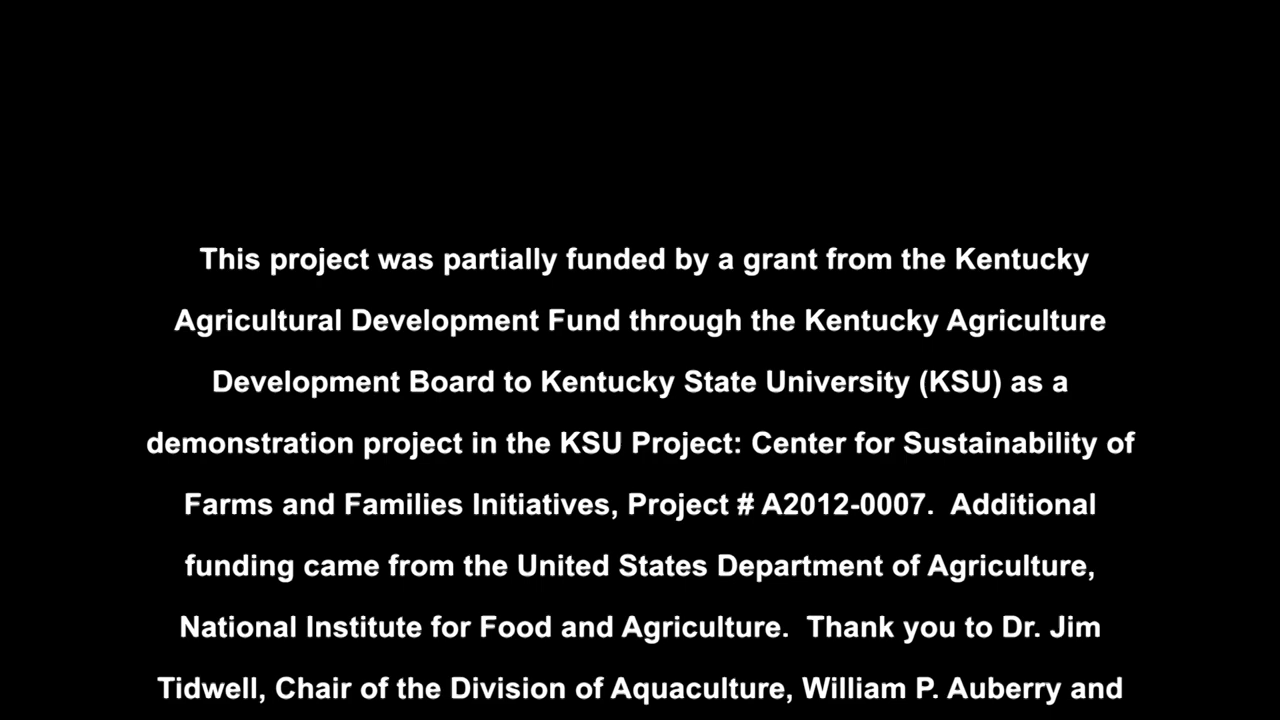 This project was partially funded by a grant from the Kentucky
Agricultural Development Fund through the Kentucky Agriculture
Development Board to Kentucky State University (KSU) as a
demonstration project in the KSU Project: Center for Sustainability of
Farms and Families Initiatives, Project # A2012-0007.  Additional
funding came from the United States Department of Agriculture,
National Institute for Food and Agriculture.  Thank you to Dr. Jim
Tidwell, Chair of the Division of Aquaculture, William P. Auberry and